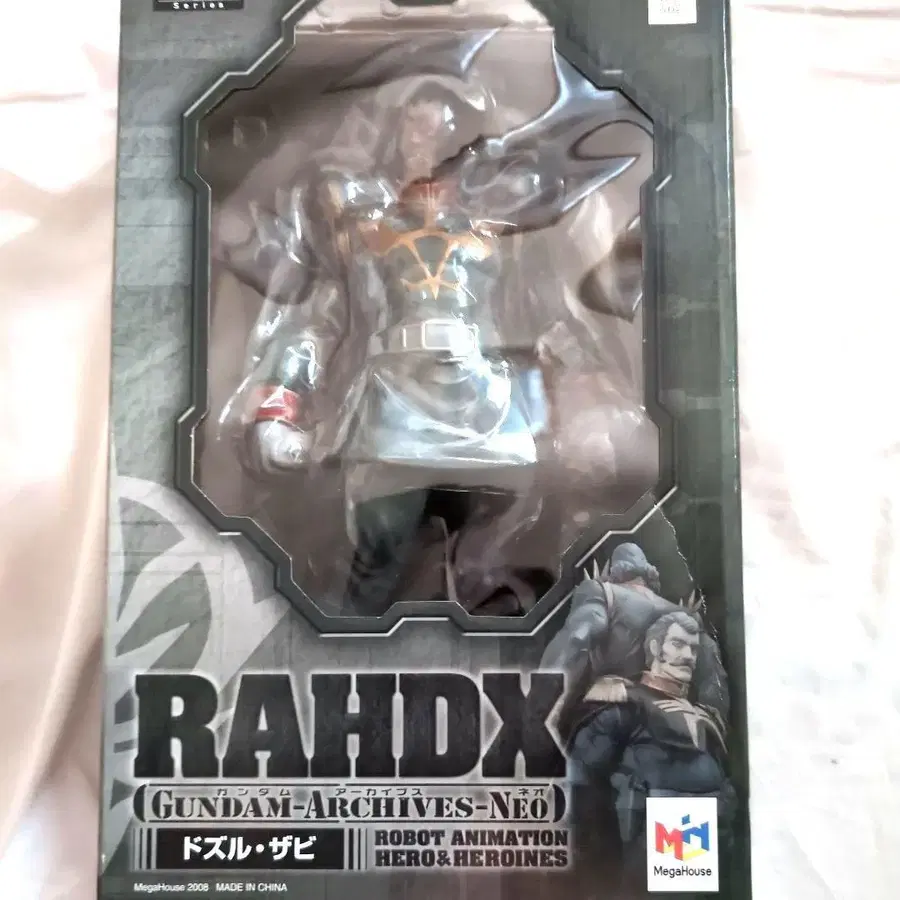 Series
RAHDX
ガンダム アーカイブス ネオ
(GUNDAM-ARCHIVES-NEO)
ドズル・ザビ
ROBOT ANIMATION
HERO&HEROINES
MegaHouse 2008 MADE IN CHINA
MegaHouse